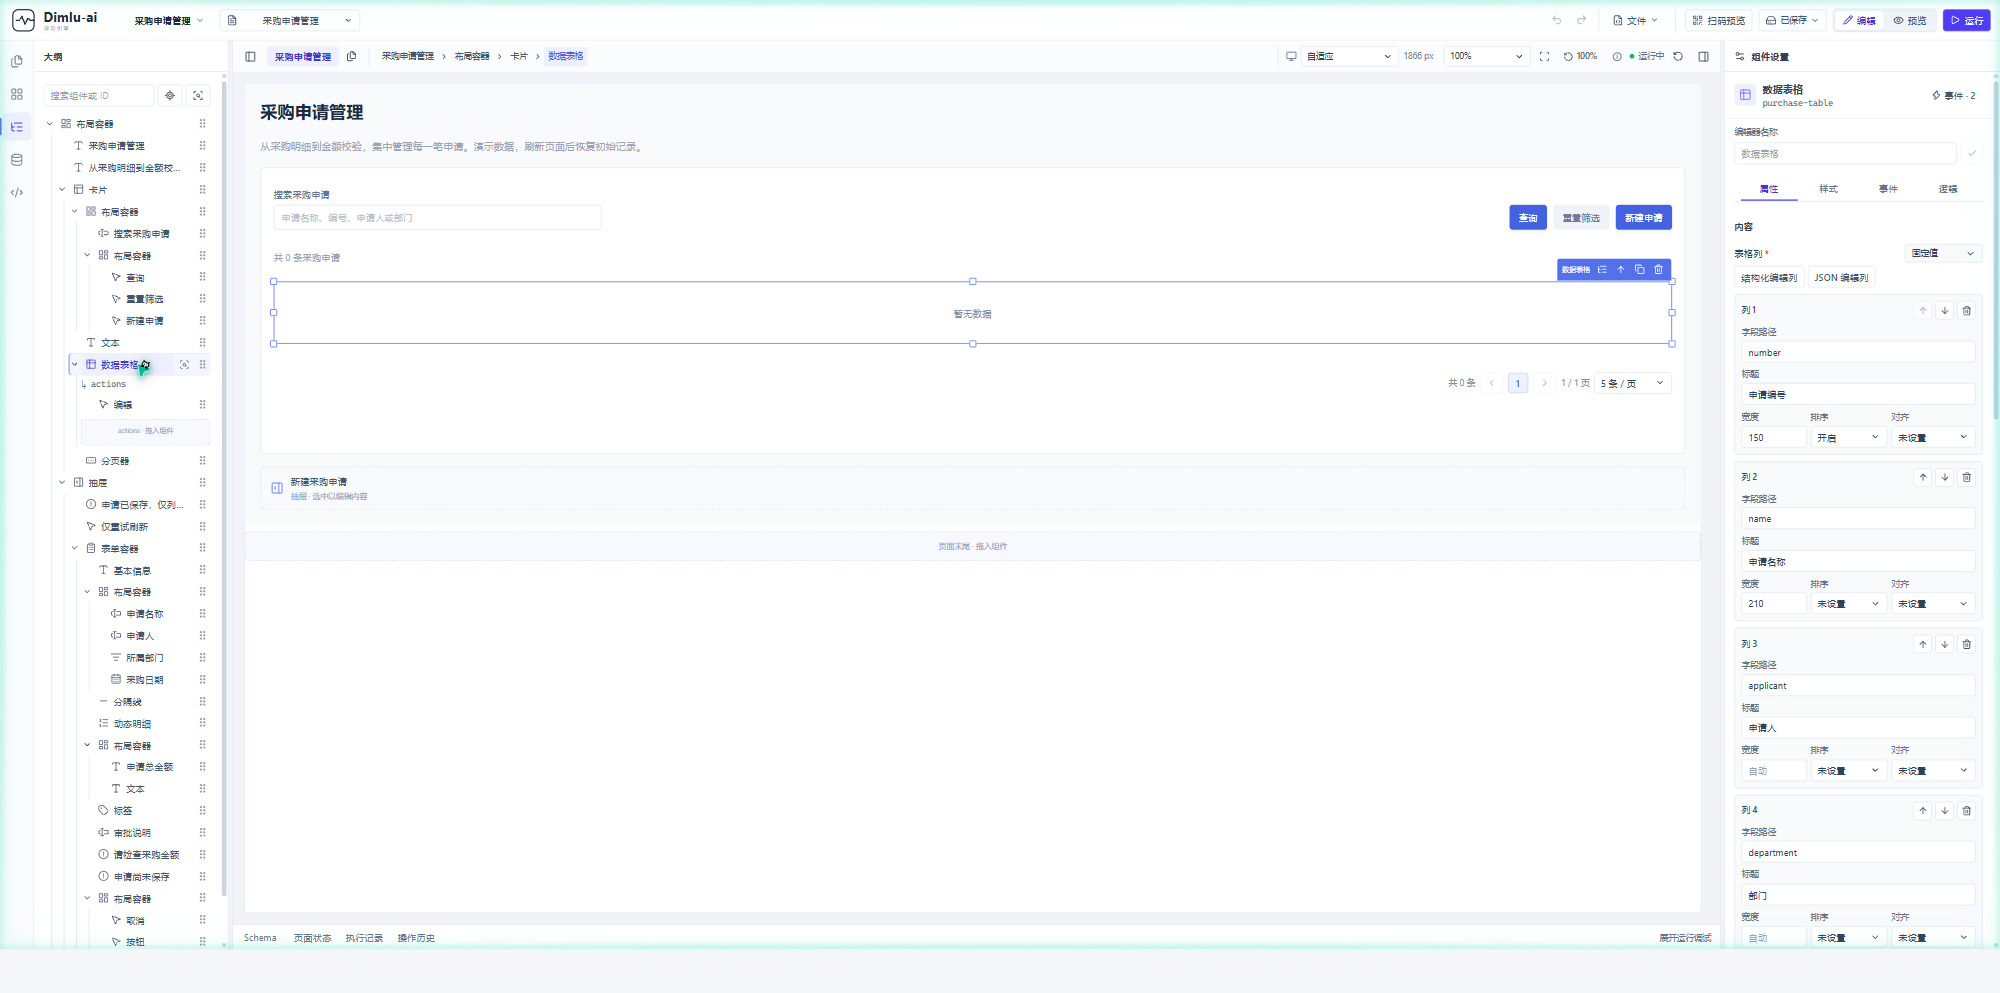 Dimlu-ai
采购申请管理
采购申请管理
文件
扫码预览
已保存
编辑
预览
运行
大纲
采购申请管理
采购申请管理 > 布局容器 > 卡片 > 数据表格
自适应
1866 px
100%
100%
运行中
组件设置
搜索组件或 ID
布局容器
采购申请管理
从采购明细到金额校...
卡片
布局容器
搜索采购申请
布局容器
查询
重置筛选
新建申请
文本
数据表格
actions
编辑
actions · 拖入组件
分页器
抽屉
申请已保存，仅列...
仅重试刷新
表单容器
基本信息
布局容器
申请名称
申请人
所属部门
采购日期
分隔线
动态明细
布局容器
申请总金额
文本
标签
审批说明
请检查采购金额
申请尚未保存
布局容器
取消
按钮
采购申请管理
从采购明细到金额校验，集中管理每一笔申请。演示数据，刷新页面后恢复初始记录。
搜索采购申请
申请名称、编号、申请人或部门
查询
重置筛选
新建申请
共 0 条采购申请
数据表格
暂无数据
共 0 条
1
1 / 1 页
5 条 / 页
新建采购申请
抽屉 · 选中以编辑内容
页面末尾 · 拖入组件
Schema
页面状态
执行记录
操作历史
展开运行调试
数据表格
purchase-table
事件 · 2
编辑器名称
数据表格
属性
样式
事件
逻辑
内容
表格列 *
固定值
结构化编辑列
JSON 编辑列
列 1
字段路径
number
标题
申请编号
宽度
排序
对齐
150
开启
未设置
列 2
字段路径
name
标题
申请名称
宽度
排序
对齐
210
未设置
未设置
列 3
字段路径
applicant
标题
申请人
宽度
排序
对齐
自动
未设置
未设置
列 4
字段路径
department
标题
部门
宽度
排序
对齐
自动
未设置
未设置